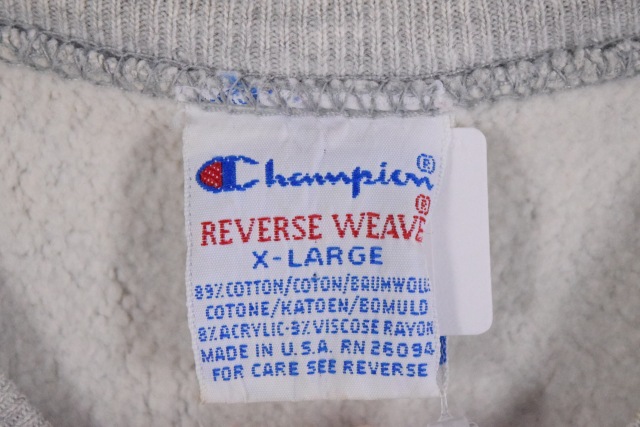 Champion®
REVERSE WEAVE®
X-LARGE
89% COTTON/COTON/BAUMWOLLE
COTONE/KATOEN/BOMULD
8% ACRYLIC·3% VISCOSE RAYON
MADE IN U.S.A. RN 26094
FOR CARE SEE REVERSE